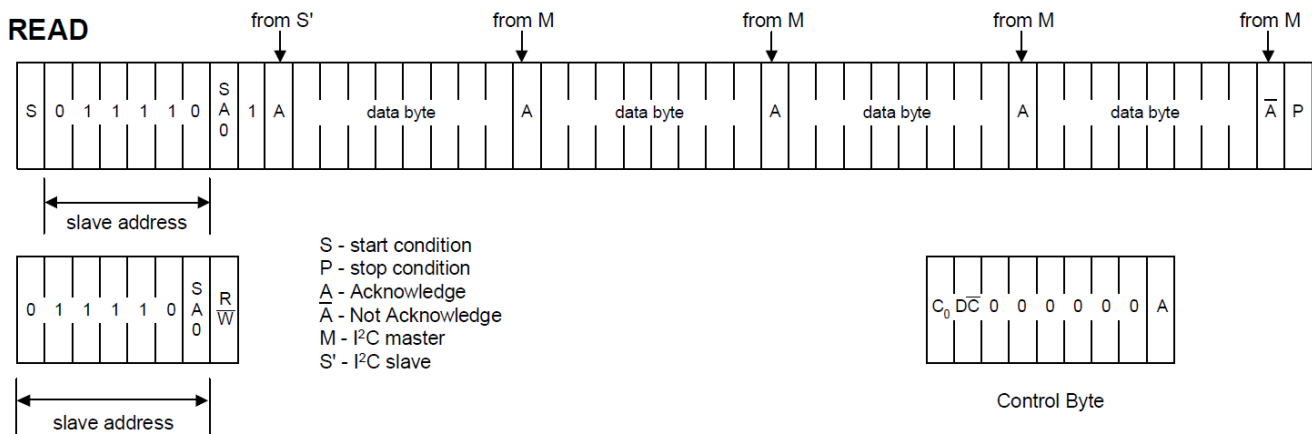 READ
from S' from M from M from M from M
S 0 1 1 1 1 0 SA0 1 A data byte A data byte A data byte A data byte A̅ P
slave address
0 1 1 1 1 0 SA0 R/W̅
slave address
S - start condition
P - stop condition
A - Acknowledge
A̅ - Not Acknowledge
M - I²C master
S' - I²C slave
C₀ DC̅ 0 0 0 0 0 0 A
Control Byte